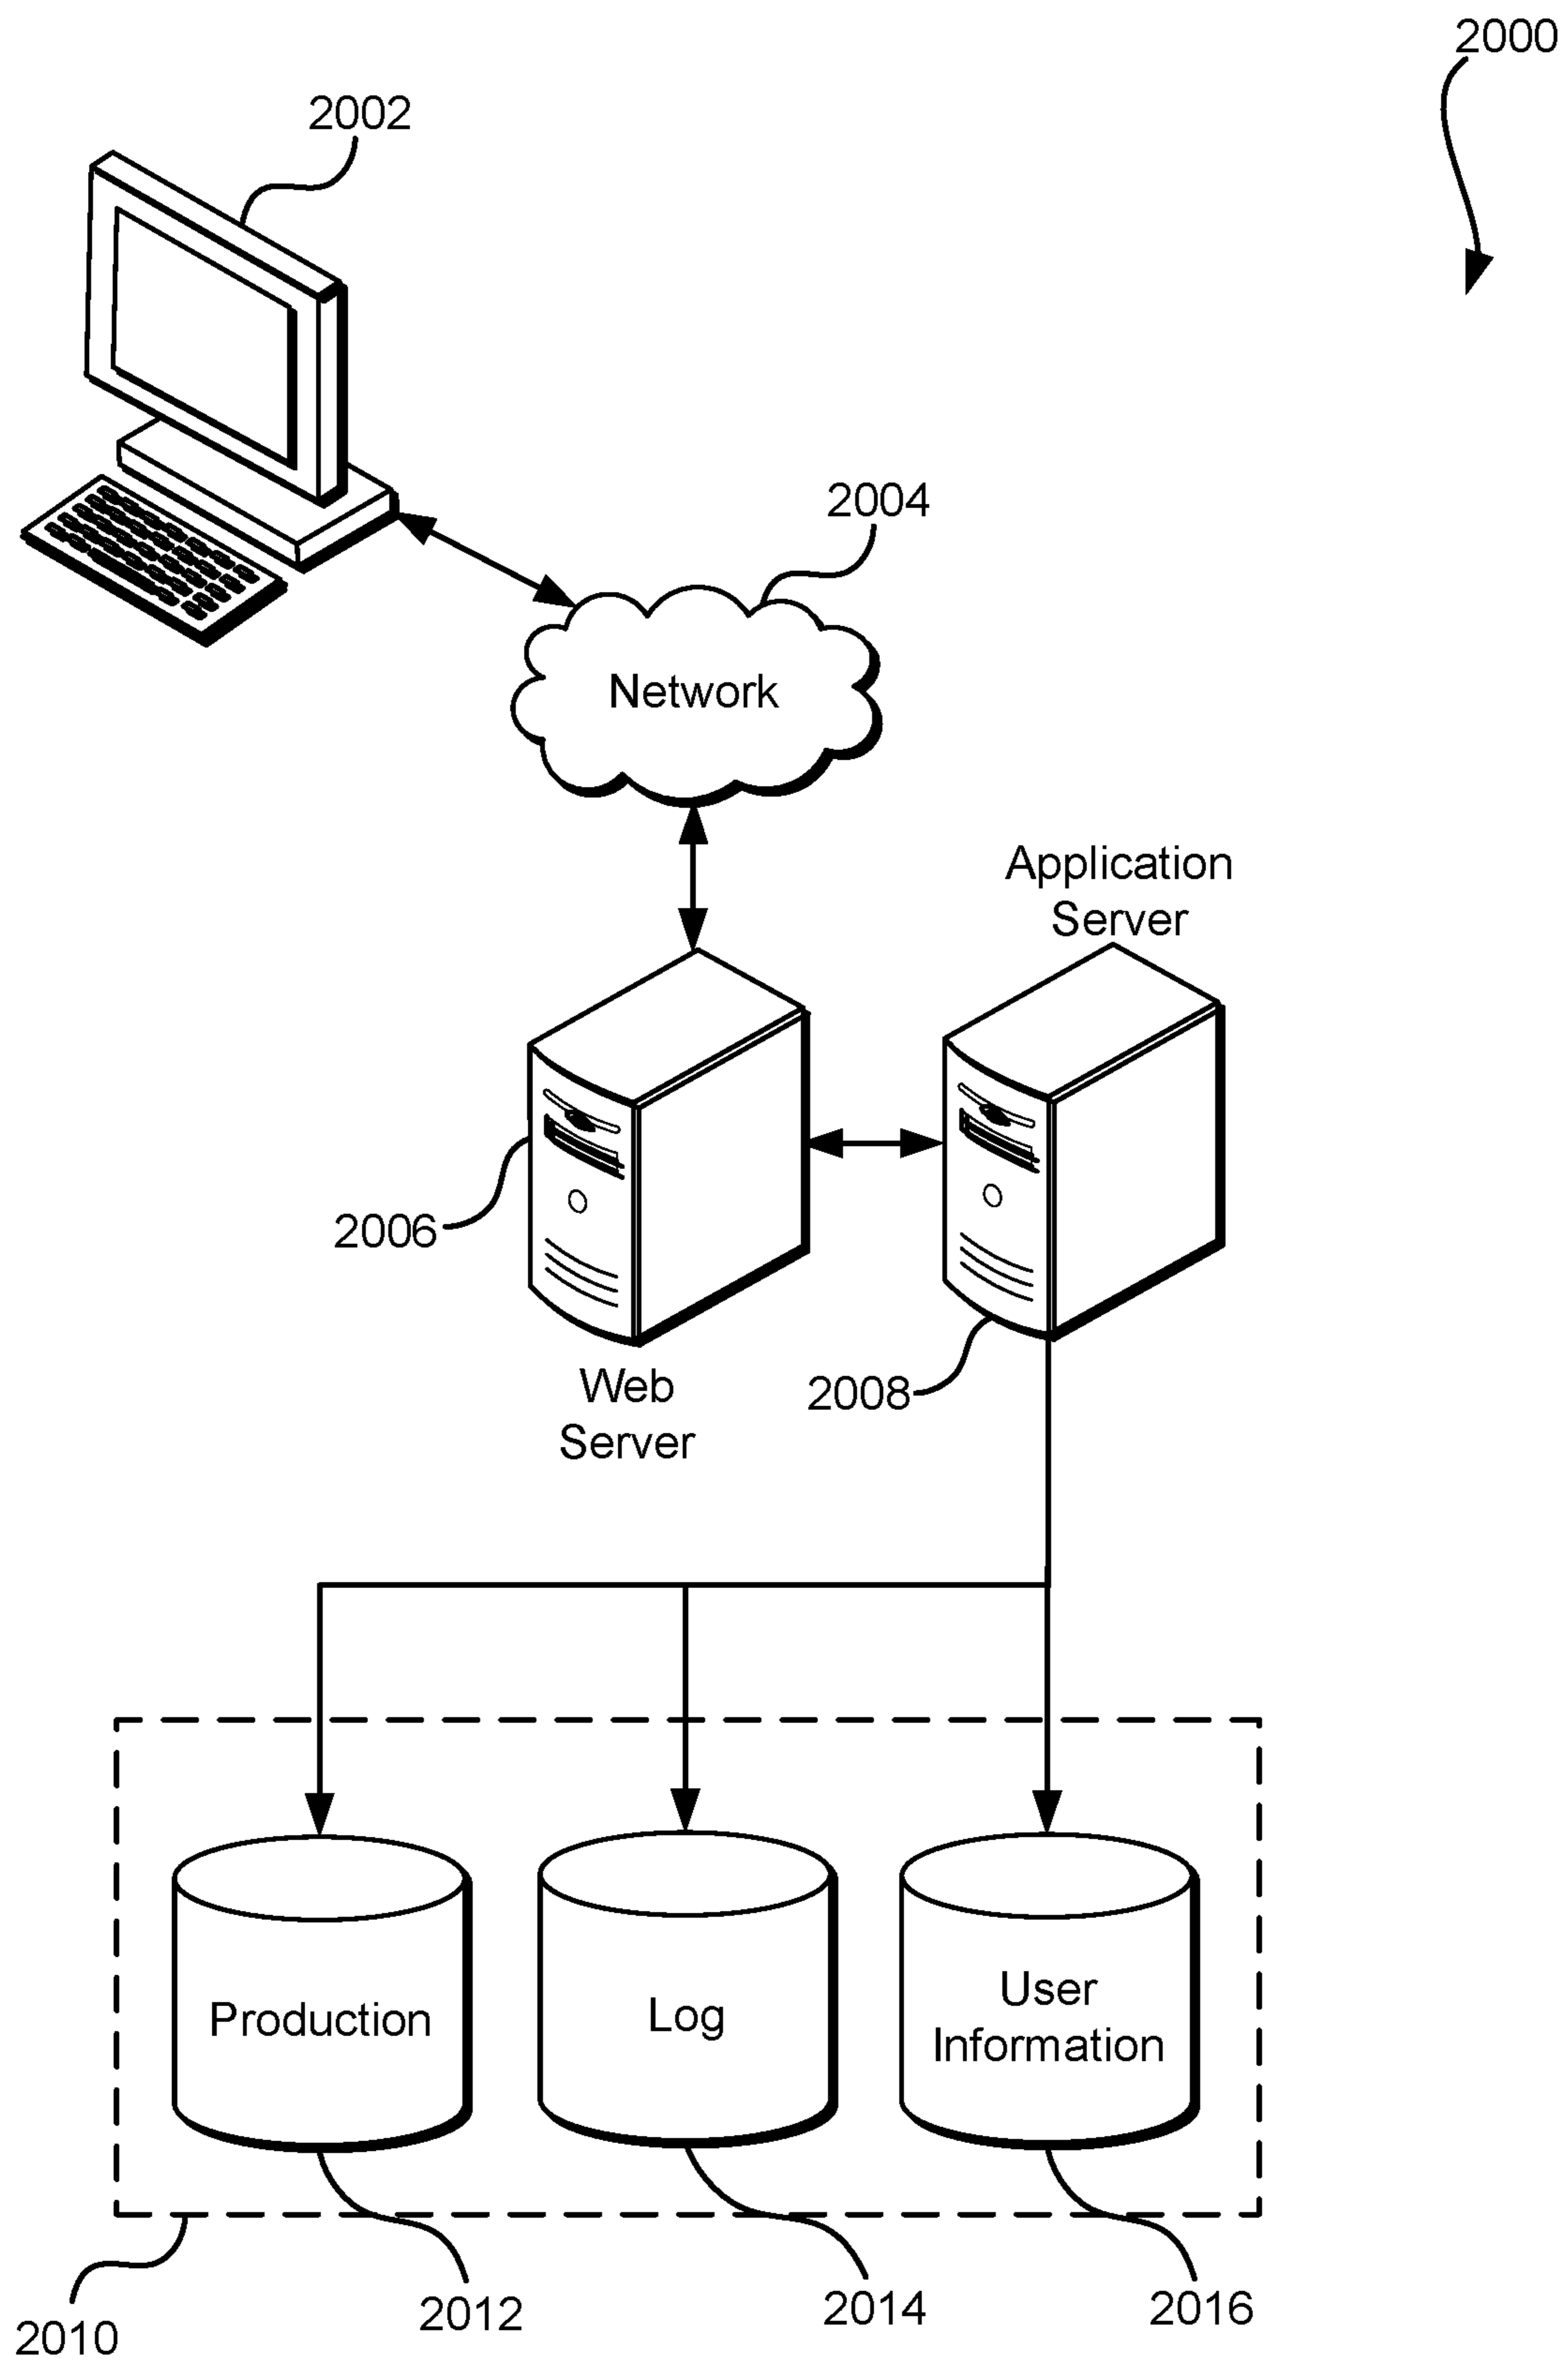 2000
2002
2004
Network
Application
Server
2006
Web
Server
2008
Production
Log
User
Information
2010
2012
2014
2016